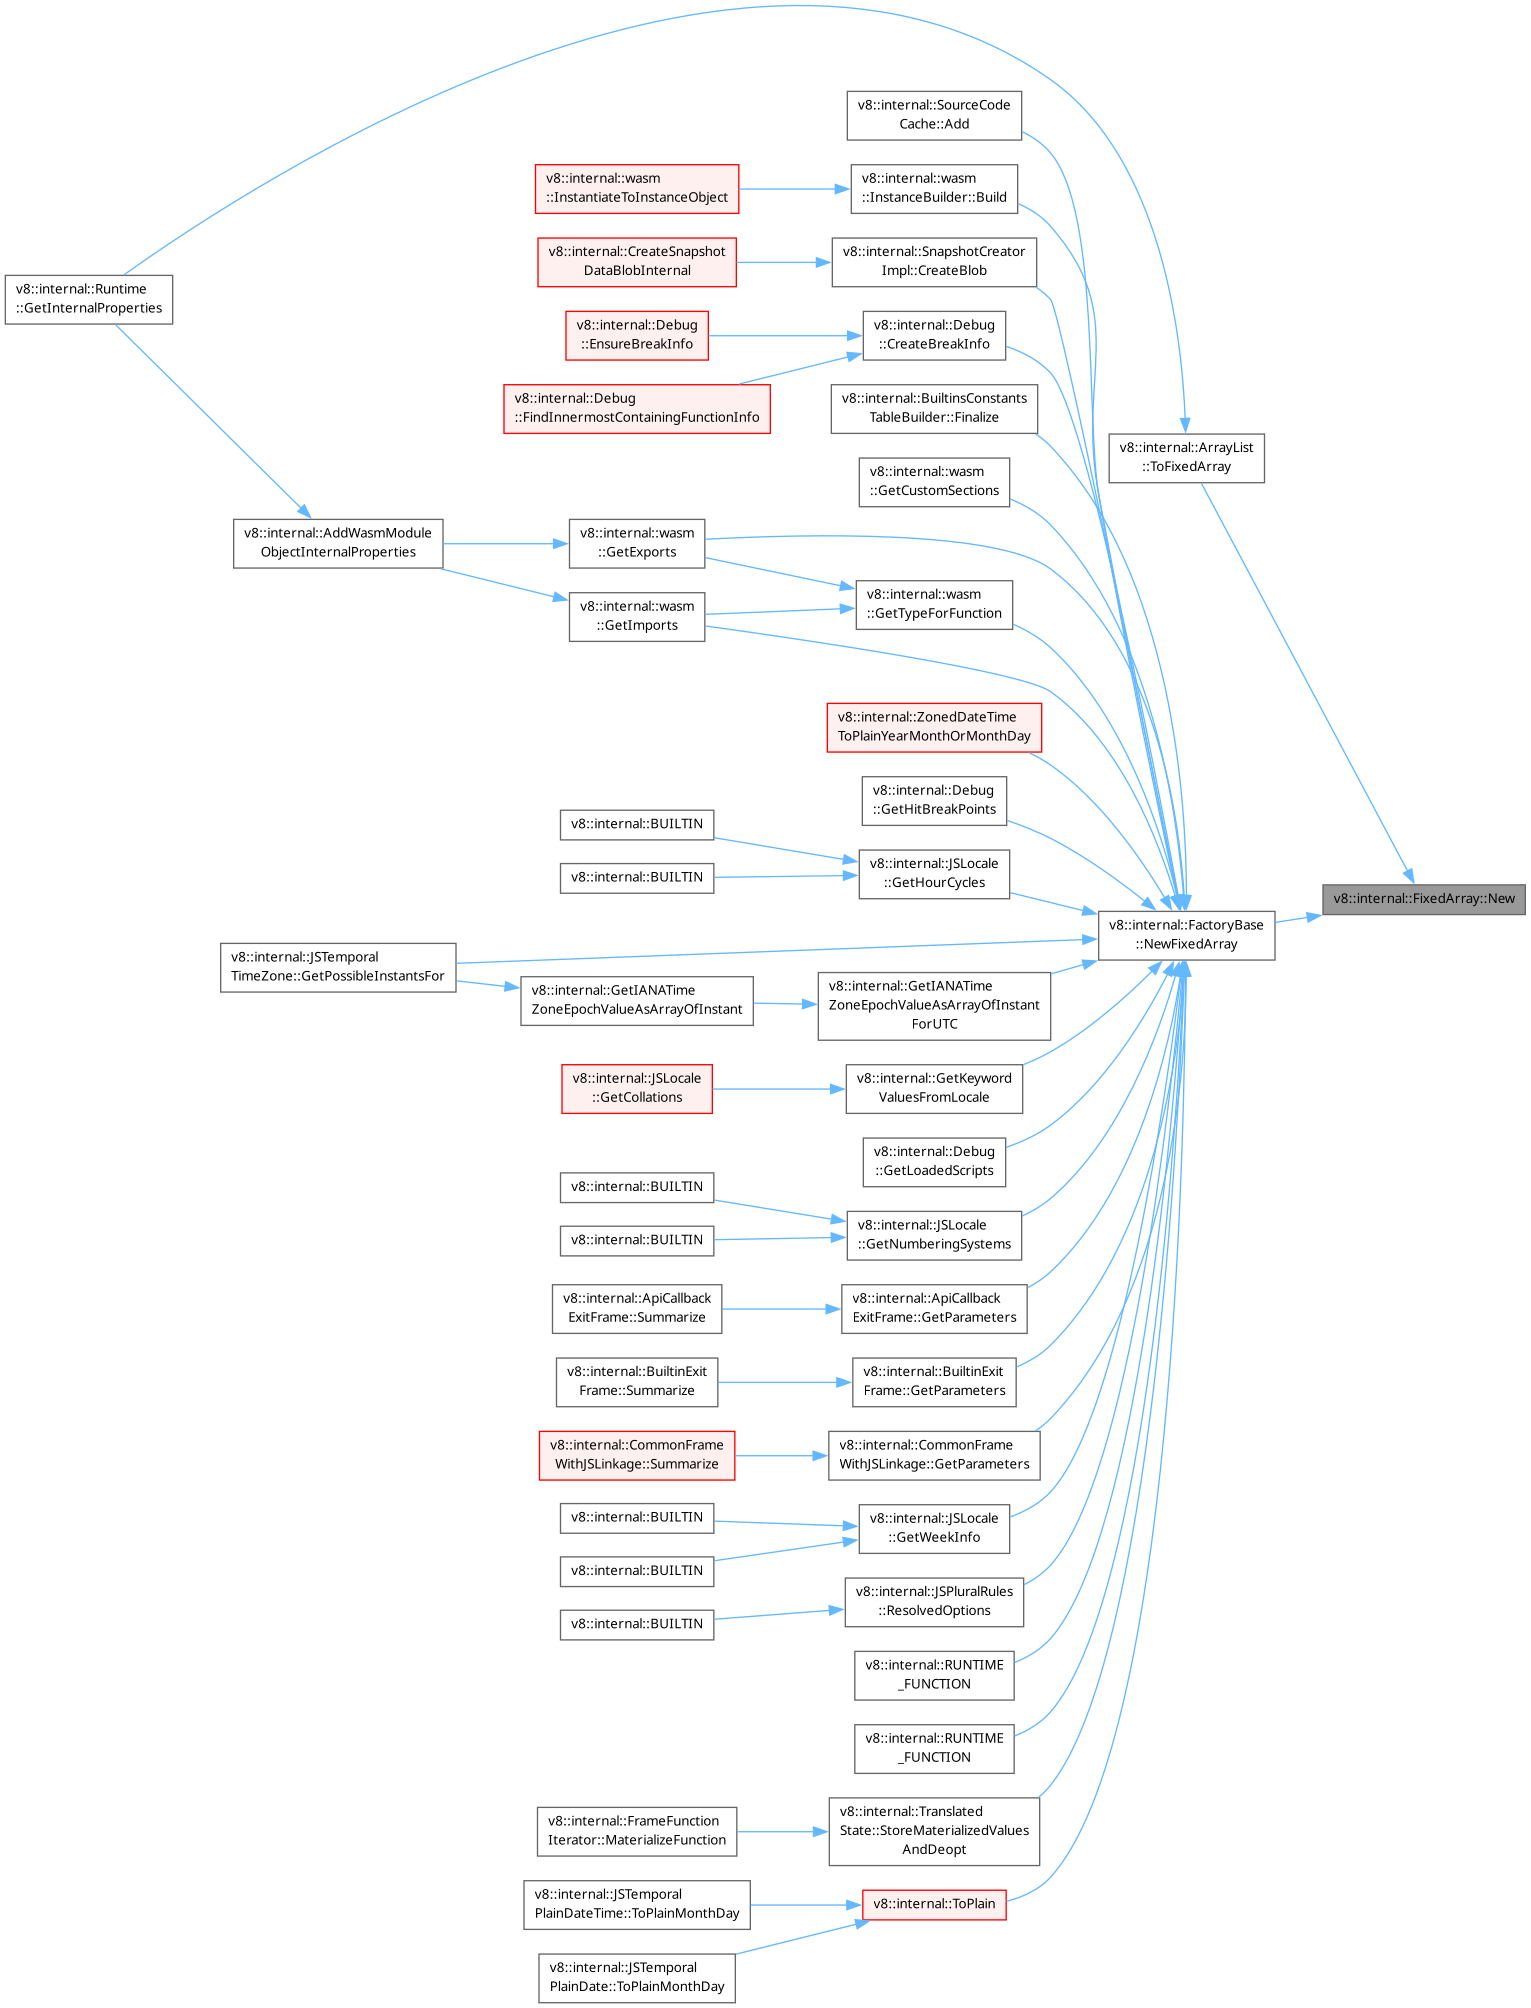 v8::internal::SourceCode
Cache::Add
v8::internal::wasm
::InstantiateToInstanceObject
v8::internal::wasm
::InstanceBuilder::Build
v8::internal::CreateSnapshot
DataBlobInternal
v8::internal::SnapshotCreator
Impl::CreateBlob
v8::internal::Runtime
::GetInternalProperties
v8::internal::Debug
::EnsureBreakInfo
v8::internal::Debug
::CreateBreakInfo
v8::internal::Debug
::FindInnermostContainingFunctionInfo
v8::internal::BuiltinsConstants
TableBuilder::Finalize
v8::internal::ArrayList
::ToFixedArray
v8::internal::wasm
::GetCustomSections
v8::internal::AddWasmModule
ObjectInternalProperties
v8::internal::wasm
::GetExports
v8::internal::wasm
::GetTypeForFunction
v8::internal::wasm
::GetImports
v8::internal::ZonedDateTime
ToPlainYearMonthOrMonthDay
v8::internal::Debug
::GetHitBreakPoints
v8::internal::BUILTIN
v8::internal::BUILTIN
v8::internal::JSLocale
::GetHourCycles
v8::internal::FixedArray::New
v8::internal::FactoryBase
::NewFixedArray
v8::internal::JSTemporal
TimeZone::GetPossibleInstantsFor
v8::internal::GetIANATime
ZoneEpochValueAsArrayOfInstant
v8::internal::GetIANATime
ZoneEpochValueAsArrayOfInstant
ForUTC
v8::internal::JSLocale
::GetCollations
v8::internal::GetKeyword
ValuesFromLocale
v8::internal::Debug
::GetLoadedScripts
v8::internal::BUILTIN
v8::internal::BUILTIN
v8::internal::JSLocale
::GetNumberingSystems
v8::internal::ApiCallback
ExitFrame::Summarize
v8::internal::ApiCallback
ExitFrame::GetParameters
v8::internal::BuiltinExit
Frame::Summarize
v8::internal::BuiltinExit
Frame::GetParameters
v8::internal::CommonFrame
WithJSLinkage::Summarize
v8::internal::CommonFrame
WithJSLinkage::GetParameters
v8::internal::BUILTIN
v8::internal::BUILTIN
v8::internal::JSLocale
::GetWeekInfo
v8::internal::BUILTIN
v8::internal::JSPluralRules
::ResolvedOptions
v8::internal::RUNTIME
_FUNCTION
v8::internal::RUNTIME
_FUNCTION
v8::internal::FrameFunction
Iterator::MaterializeFunction
v8::internal::Translated
State::StoreMaterializedValues
AndDeopt
v8::internal::JSTemporal
PlainDateTime::ToPlainMonthDay
v8::internal::ToPlain
v8::internal::JSTemporal
PlainDate::ToPlainMonthDay